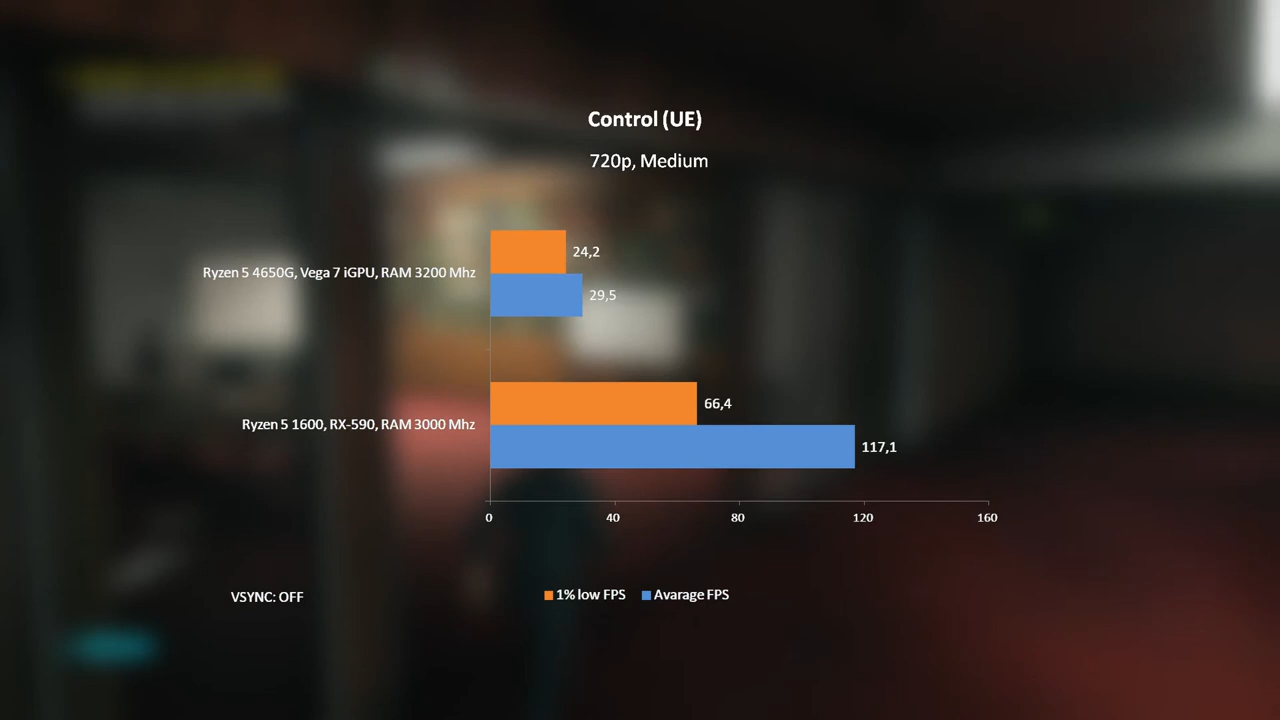 Control (UE)
720p, Medium
24,2
Ryzen 5 4650G, Vega 7 iGPU, RAM 3200 Mhz
29,5
66,4
Ryzen 5 1600, RX-590, RAM 3000 Mhz
117,1
0 40 80 120 160
VSYNC: OFF
1% low FPS Avarage FPS